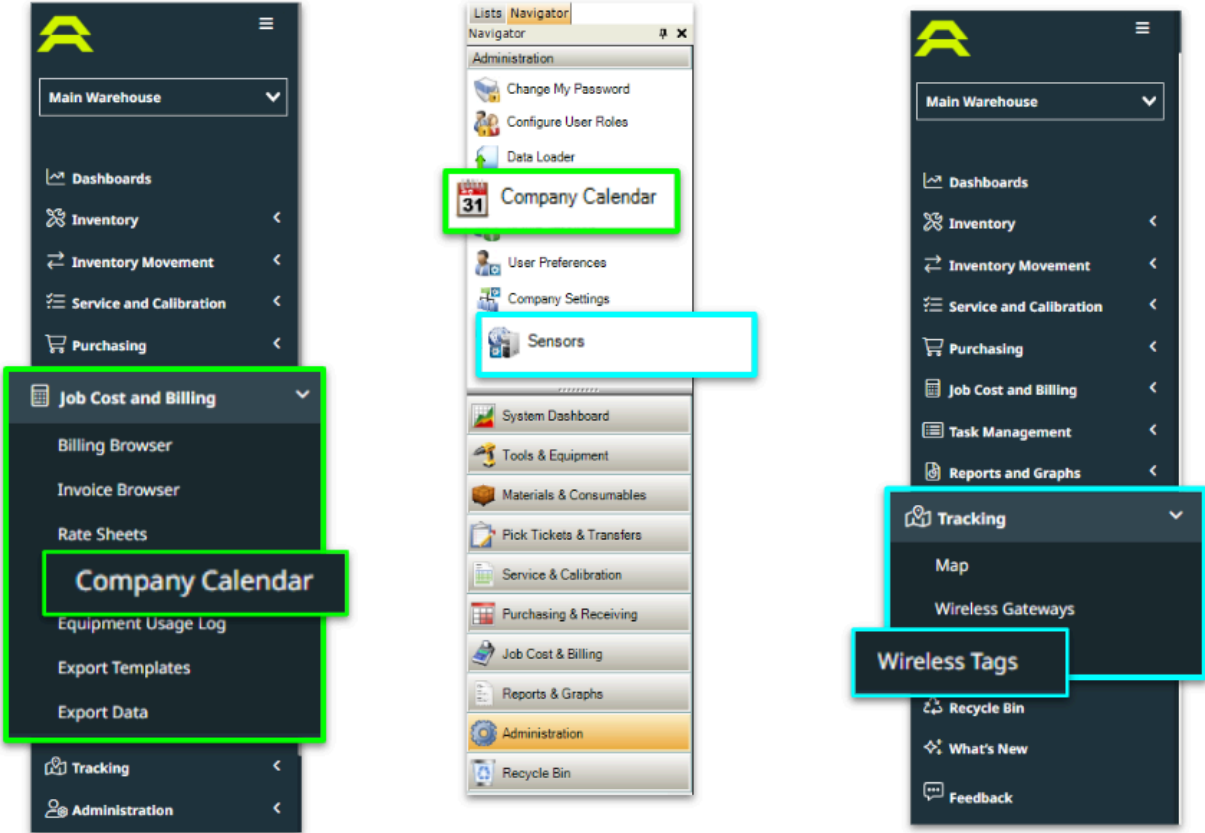 Main Warehouse
Dashboards
Inventory
Inventory Movement
Service and Calibration
Purchasing
Job Cost and Billing
Billing Browser
Invoice Browser
Rate Sheets
Company Calendar
Equipment Usage Log
Export Templates
Export Data
Tracking
Administration
Lists Navigator
Navigator
Administration
Change My Password
Configure User Roles
Data Loader
31 Company Calendar
User Preferences
Company Settings
Sensors
System Dashboard
Tools & Equipment
Materials & Consumables
Pick Tickets & Transfers
Service & Calibration
Purchasing & Receiving
Job Cost & Billing
Reports & Graphs
Administration
Recycle Bin
Main Warehouse
Dashboards
Inventory
Inventory Movement
Service and Calibration
Purchasing
Job Cost and Billing
Task Management
Reports and Graphs
Tracking
Map
Wireless Gateways
Wireless Tags
Recycle Bin
What's New
Feedback